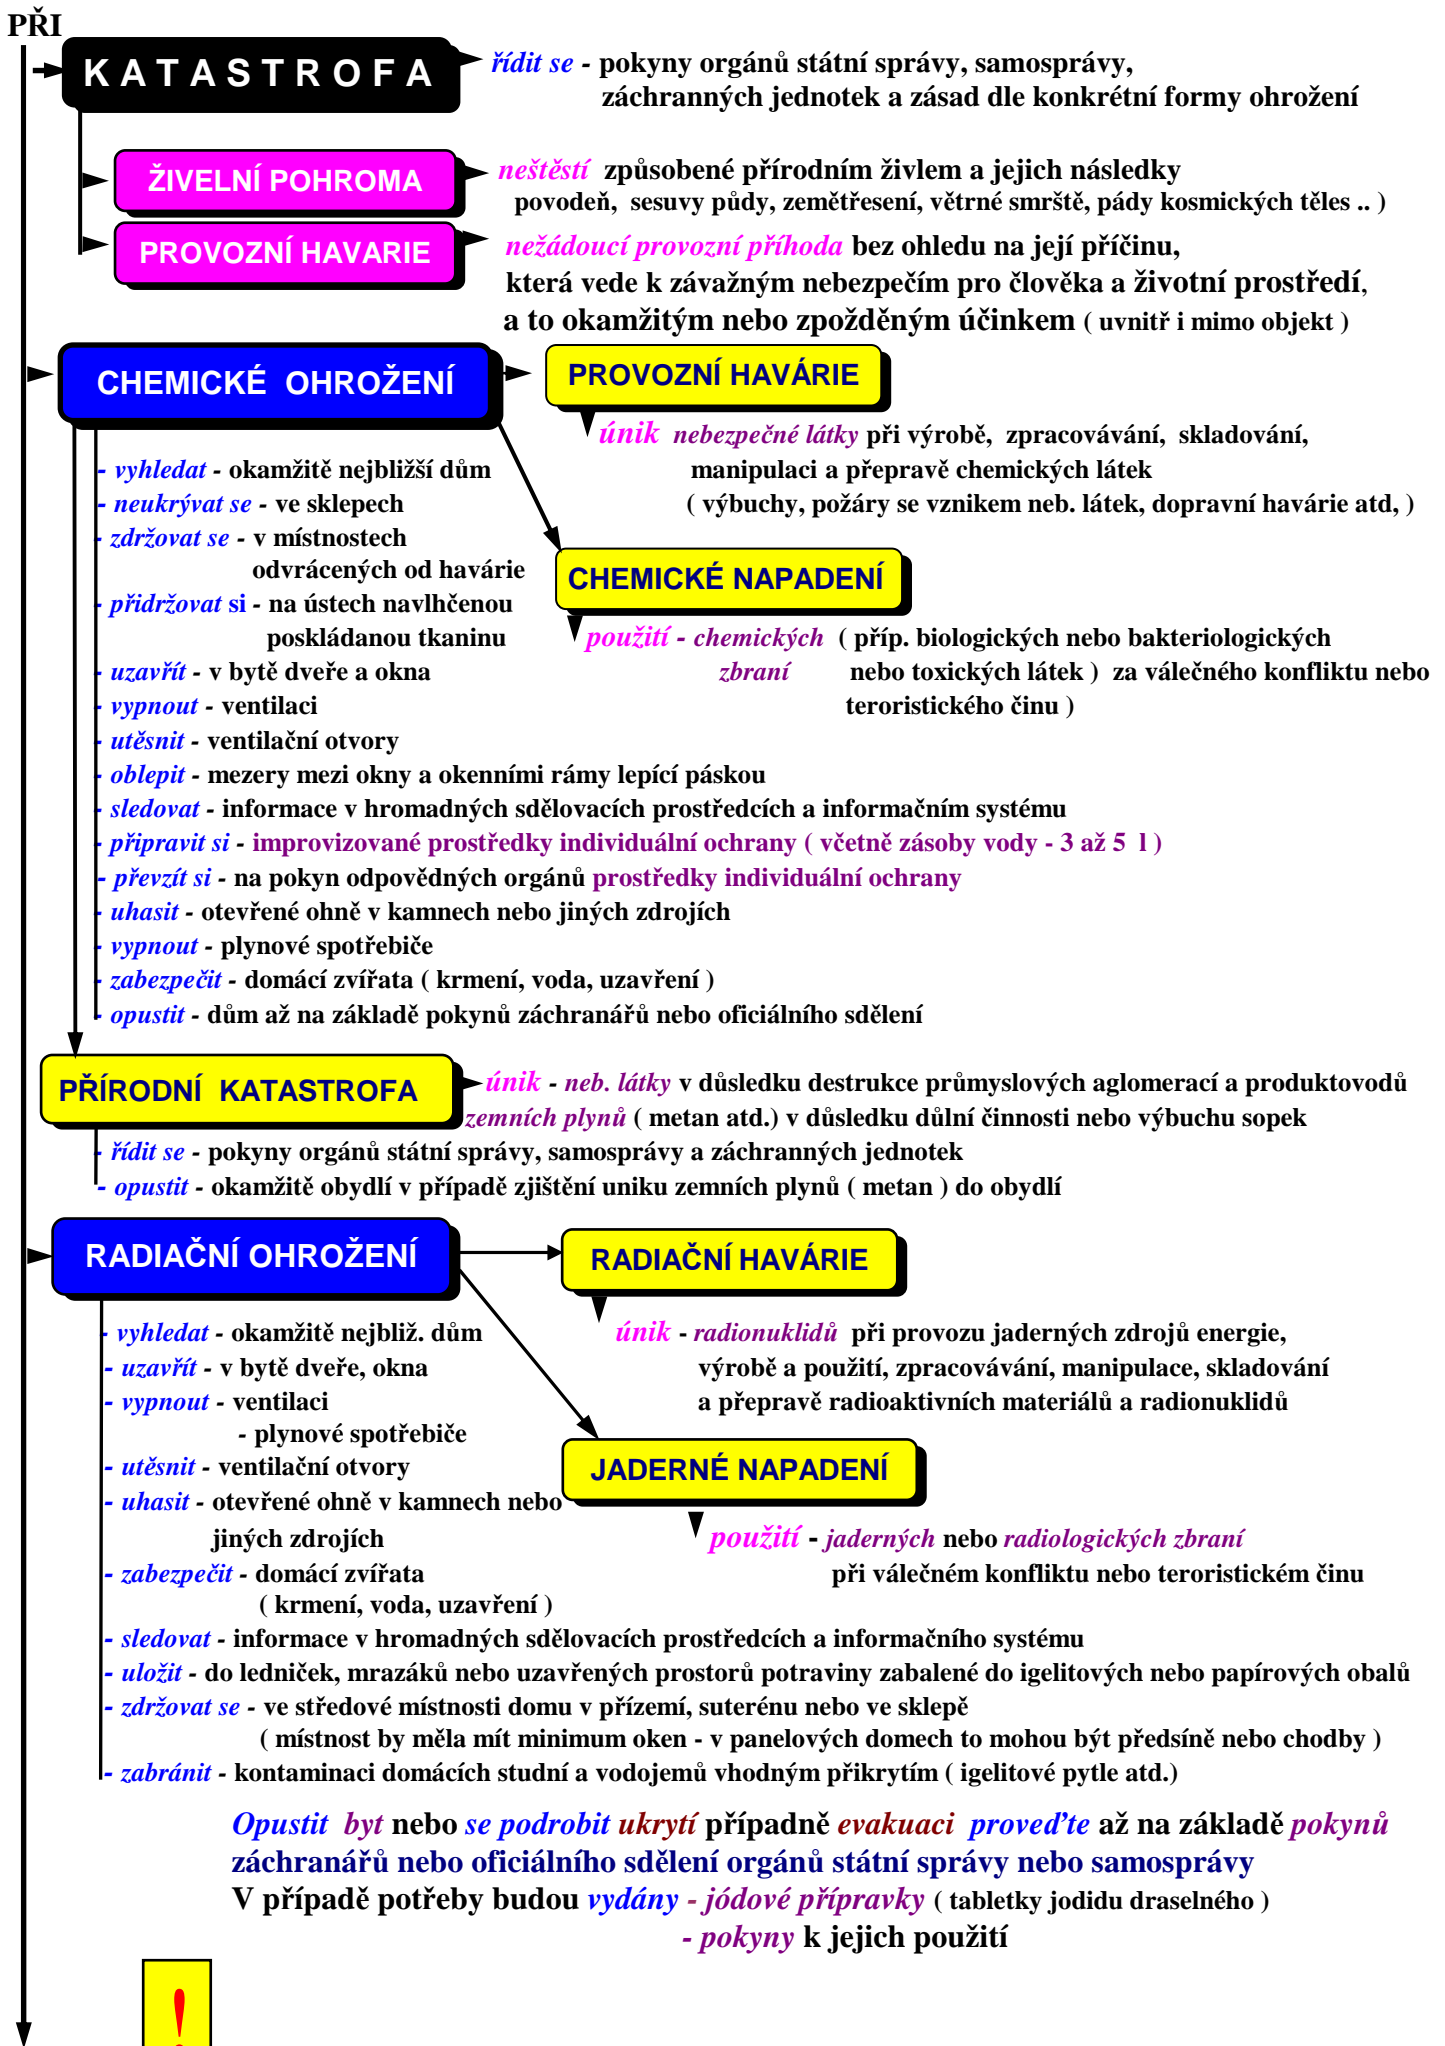 PŘI
KATASTROFA
řídit se - pokyny orgánů státní správy, samosprávy,
záchranných jednotek a zásad dle konkrétní formy ohrožení
ŽIVELNÍ POHROMA
neštěstí způsobené přírodním živlem a jejich následky
povodeň, sesuvy půdy, zemětřesení, větrné smrště, pády kosmických těles .. )
PROVOZNÍ HAVARIE
nežádoucí provozní příhoda bez ohledu na její příčinu,
která vede k závažným nebezpečím pro člověka a životní prostředí,
a to okamžitým nebo zpožděným účinkem ( uvnitř i mimo objekt )
CHEMICKÉ OHROŽENÍ
PROVOZNÍ HAVÁRIE
únik nebezpečné látky při výrobě, zpracovávání, skladování,
manipulaci a přepravě chemických látek
( výbuchy, požáry se vznikem neb. látek, dopravní havárie atd, )
- vyhledat - okamžitě nejbližší dům
- neukrývat se - ve sklepech
- zdržovat se - v místnostech
odvrácených od havárie
- přidržovat si - na ústech navlhčenou
poskládanou tkaninu
CHEMICKÉ NAPADENÍ
použití - chemických ( příp. biologických nebo bakteriologických
zbraní nebo toxických látek ) za válečného konfliktu nebo
teroristického činu )
- uzavřít - v bytě dveře a okna
- vypnout - ventilaci
- utěsnit - ventilační otvory
- oblepit - mezery mezi okny a okenními rámy lepící páskou
- sledovat - informace v hromadných sdělovacích prostředcích a informačním systému
- připravit si - improvizované prostředky individuální ochrany ( včetně zásoby vody - 3 až 5 l )
- převzít si - na pokyn odpovědných orgánů prostředky individuální ochrany
- uhasit - otevřené ohně v kamnech nebo jiných zdrojích
- vypnout - plynové spotřebiče
- zabezpečit - domácí zvířata ( krmení, voda, uzavření )
- opustit - dům až na základě pokynů záchranářů nebo oficiálního sdělení
PŘÍRODNÍ KATASTROFA
únik - neb. látky v důsledku destrukce průmyslových aglomerací a produktovodů
zemních plynů ( metan atd.) v důsledku důlní činnosti nebo výbuchu sopek
- řídit se - pokyny orgánů státní správy, samosprávy a záchranných jednotek
- opustit - okamžitě obydlí v případě zjištění uniku zemních plynů ( metan ) do obydlí
RADIAČNÍ OHROŽENÍ
RADIAČNÍ HAVÁRIE
únik - radionuklidů při provozu jaderných zdrojů energie,
výrobě a použití, zpracovávání, manipulace, skladování
a přepravě radioaktivních materiálů a radionuklidů
- vyhledat - okamžitě nejbliž. dům
- uzavřít - v bytě dveře, okna
- vypnout - ventilaci
- plynové spotřebiče
- utěsnit - ventilační otvory
- uhasit - otevřené ohně v kamnech nebo
jiných zdrojích
JADERNÉ NAPADENÍ
použití - jaderných nebo radiologických zbraní
při válečném konfliktu nebo teroristickém činu
- zabezpečit - domácí zvířata
( krmení, voda, uzavření )
- sledovat - informace v hromadných sdělovacích prostředcích a informačního systému
- uložit - do ledniček, mrazáků nebo uzavřených prostorů potraviny zabalené do igelitových nebo papírových obalů
- zdržovat se - ve středové místnosti domu v přízemí, suterénu nebo ve sklepě
( místnost by měla mít minimum oken - v panelových domech to mohou být předsíně nebo chodby )
- zabránit - kontaminaci domácích studní a vodojemů vhodným přikrytím ( igelitové pytle atd.)
Opustit byt nebo se podrobit ukrytí případně evakuaci proveďte až na základě pokynů
záchranářů nebo oficiálního sdělení orgánů státní správy nebo samosprávy
V případě potřeby budou vydány - jódové přípravky ( tabletky jodidu draselného )
- pokyny k jejich použití
!